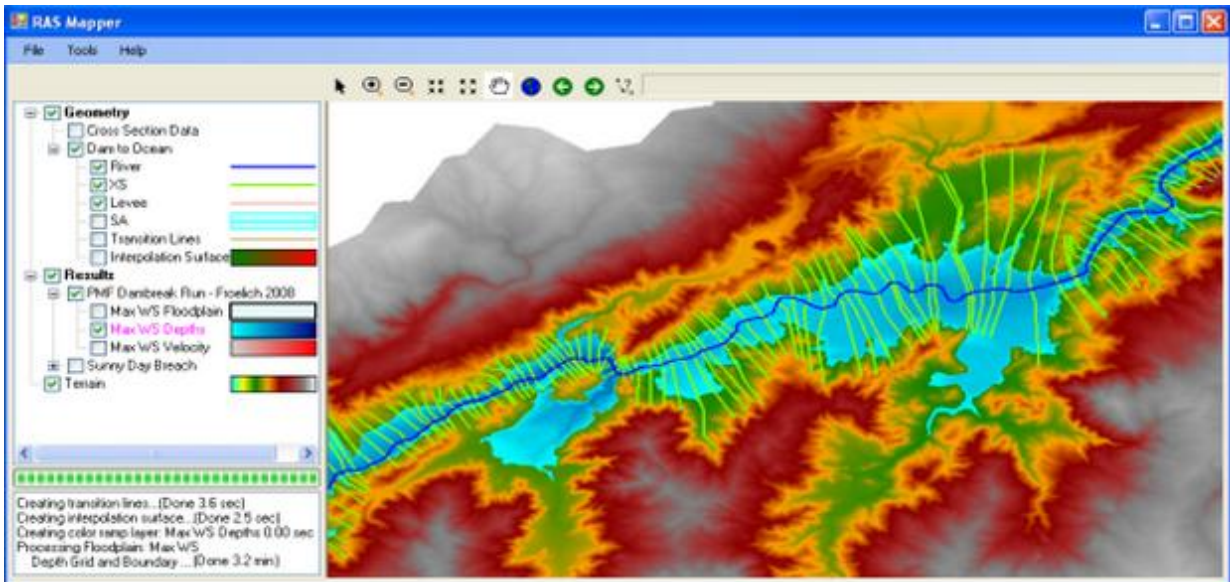 RAS Mapper
File Tools Help
Geometry
Cross Section Data
Dam to Ocean
River
XS
Levee
SA
Transition Lines
Interpolation Surface
Results
PMF Dambreak Run - Froelich 2008
Max WS Floodplain
Max WS Depths
Max WS Velocity
Sunny Day Breach
Terrain
Creating transition lines...(Done 3.6 sec)
Creating interpolation surface...(Done 2.5 sec)
Creating color ramp layer: Max WS Depths 0.00 sec
Processing Floodplain: Max WS
Depth Grid and Boundary ...(Done 3.2 min)